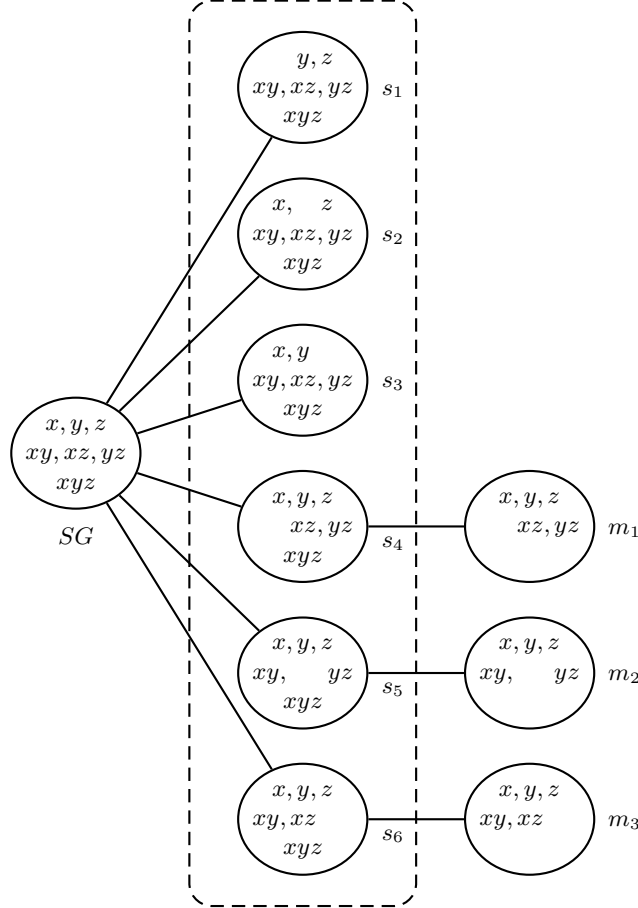 y, z
xy, xz, yz
xyz
s₁
x, z
xy, xz, yz
xyz
s₂
x, y
xy, xz, yz
xyz
s₃
x, y, z
xy, xz, yz
xyz
SG
x, y, z
xz, yz
xyz
s₄
x, y, z
xz, yz
m₁
x, y, z
xy, yz
xyz
s₅
x, y, z
xy, yz
m₂
x, y, z
xy, xz
xyz
s₆
x, y, z
xy, xz
m₃